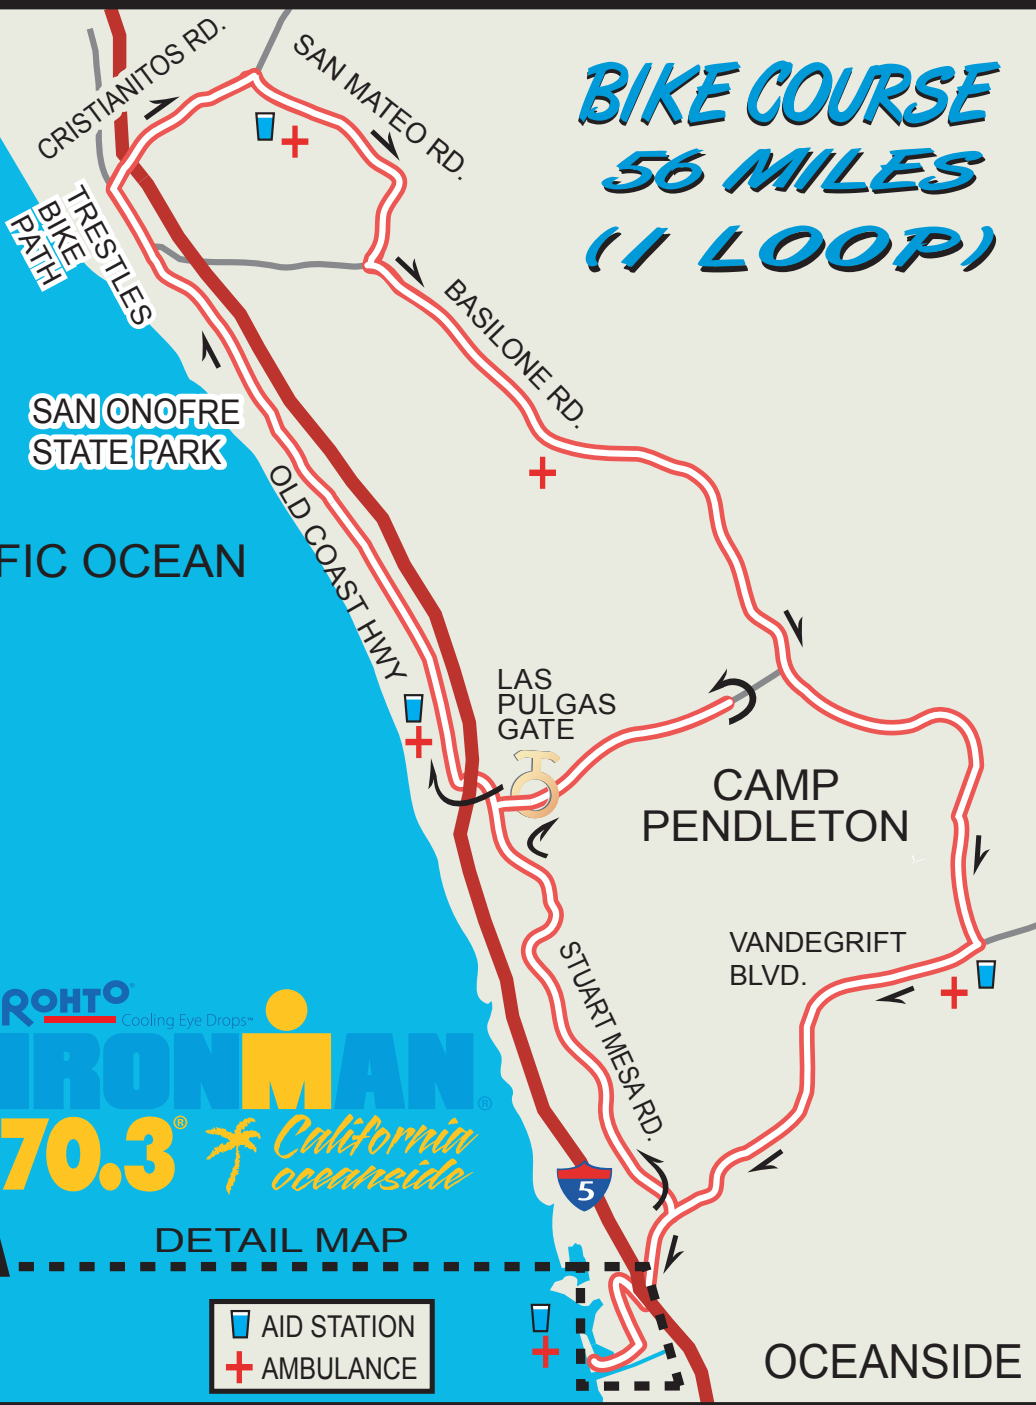 BIKE COURSE
56 MILES
(1 LOOP)
CRISTIANITOS RD.
SAN MATEO RD.
TRESTLES
BIKE
PATH
BASILONE RD.
SAN ONOFRE
STATE PARK
OLD COAST HWY
FIC OCEAN
LAS
PULGAS
GATE
CAMP
PENDLETON
VANDEGRIFT
BLVD.
STUART MESA RD.
ROHTO®
Cooling Eye Drops™
IRONMAN®
70.3®
California
oceanside
5
DETAIL MAP
AID STATION
AMBULANCE
OCEANSIDE